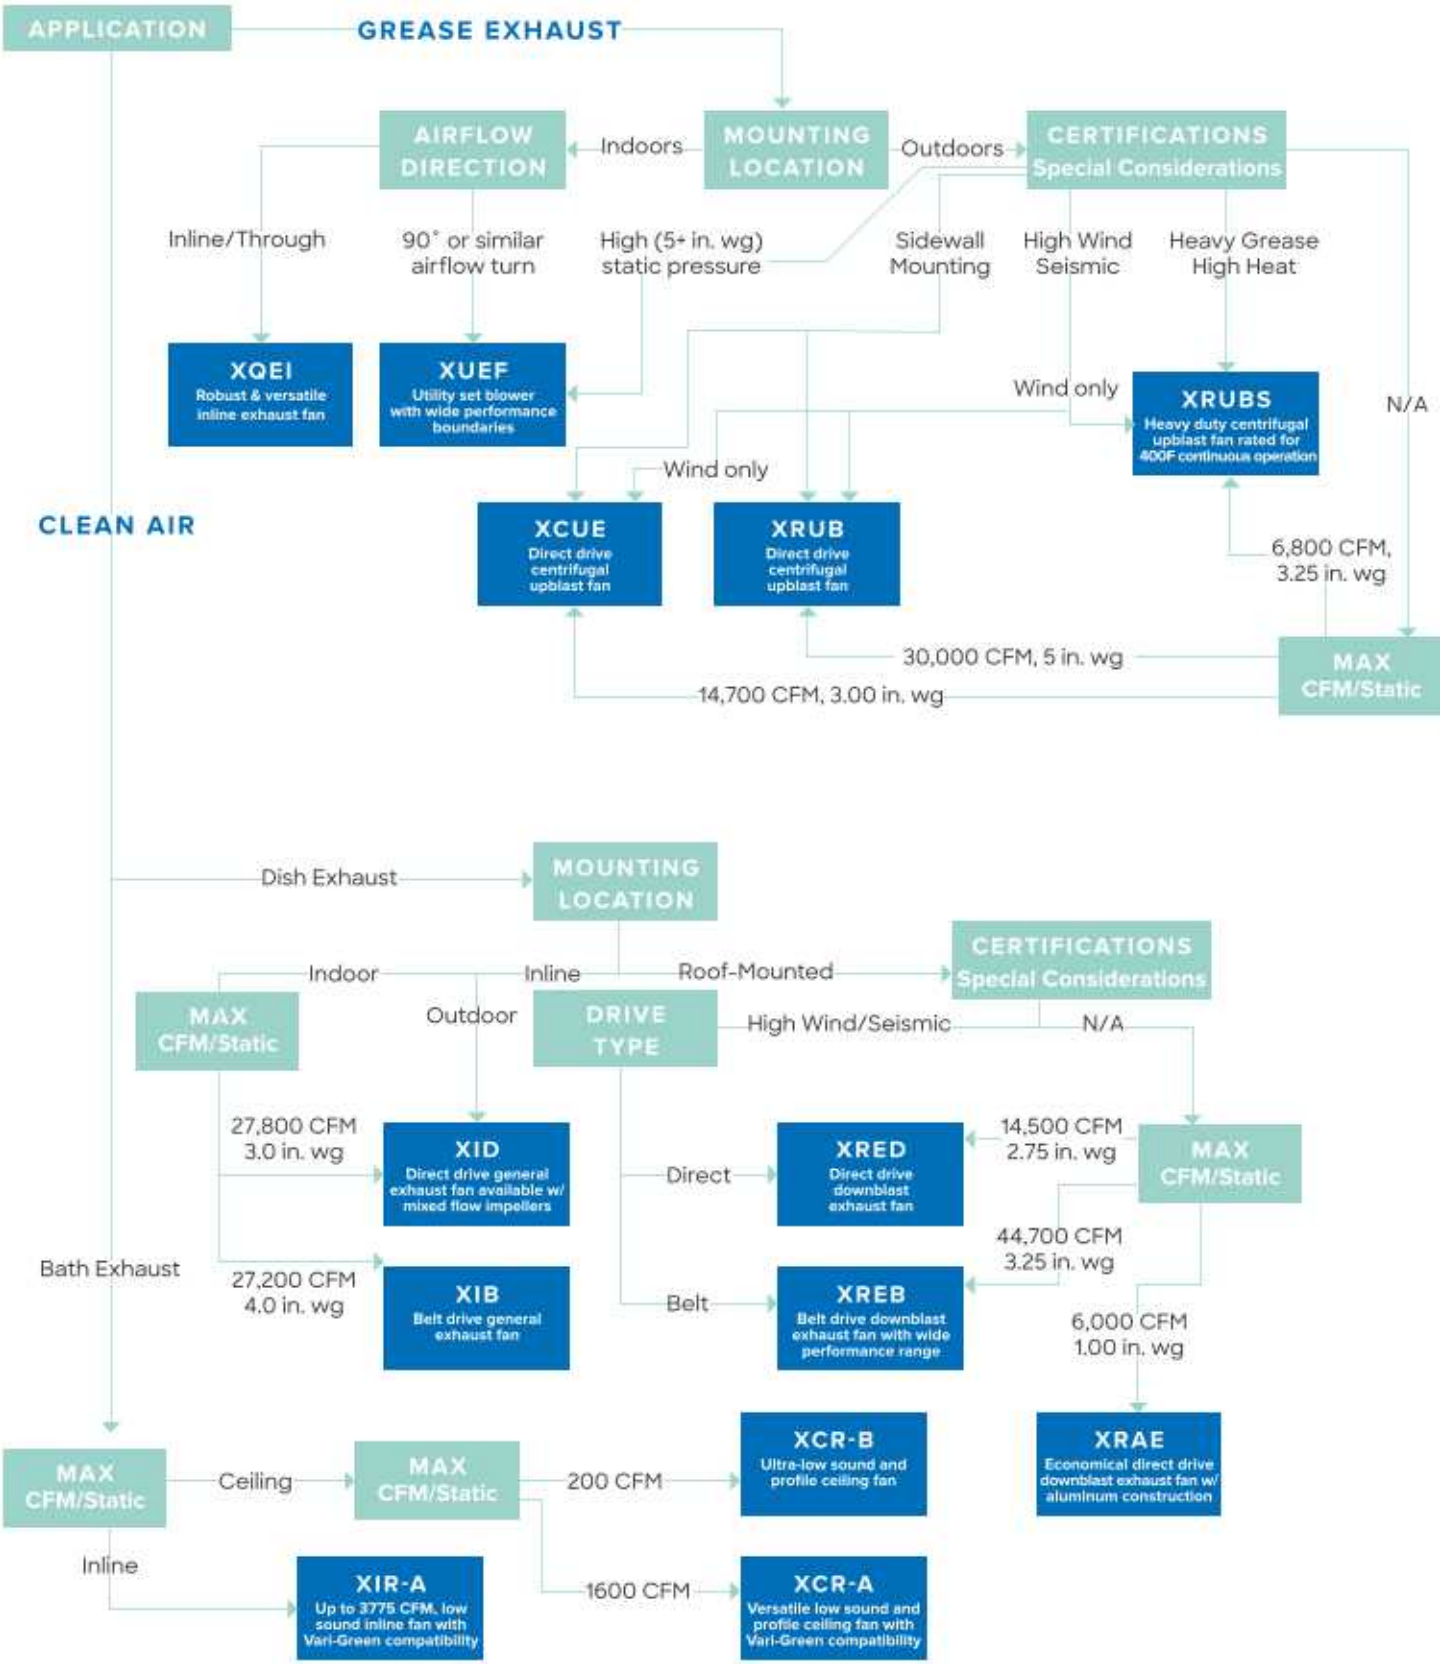 APPLICATION
GREASE EXHAUST
AIRFLOW
DIRECTION
Indoors
MOUNTING
LOCATION
Outdoors
CERTIFICATIONS
Special Considerations
Inline/Through
90° or similar
airflow turn
High (5+ in. wg)
static pressure
Sidewall
Mounting
High Wind
Seismic
Heavy Grease
High Heat
XQEI
Robust & versatile
inline exhaust fan
XUEF
Utility set blower
with wide performance
boundaries
Wind only
XRUBS
Heavy duty centrifugal
upblast fan rated for
400F continuous operation
N/A
Wind only
CLEAN AIR
XCUE
Direct drive
centrifugal
upblast fan
XRUB
Direct drive
centrifugal
upblast fan
6,800 CFM,
3.25 in. wg
30,000 CFM, 5 in. wg
14,700 CFM, 3.00 in. wg
MAX
CFM/Static
Dish Exhaust
MOUNTING
LOCATION
Indoor
Inline
Roof-Mounted
CERTIFICATIONS
Special Considerations
MAX
CFM/Static
Outdoor
DRIVE
TYPE
High Wind/Seismic
N/A
27,800 CFM
3.0 in. wg
XID
Direct drive general
exhaust fan available w/
mixed flow impellers
Direct
XRED
Direct drive
downblast
exhaust fan
14,500 CFM
2.75 in. wg
MAX
CFM/Static
Bath Exhaust
27,200 CFM
4.0 in. wg
XIB
Belt drive general
exhaust fan
Belt
XREB
Belt drive downblast
exhaust fan with wide
performance range
44,700 CFM
3.25 in. wg
6,000 CFM
1.00 in. wg
MAX
CFM/Static
Ceiling
MAX
CFM/Static
200 CFM
XCR-B
Ultra-low sound and
profile ceiling fan
XRAE
Economical direct drive
downblast exhaust fan w/
aluminum construction
Inline
XIR-A
Up to 3775 CFM, low
sound inline fan with
Vari-Green compatibility
1600 CFM
XCR-A
Versatile low sound and
profile ceiling fan with
Vari-Green compatibility